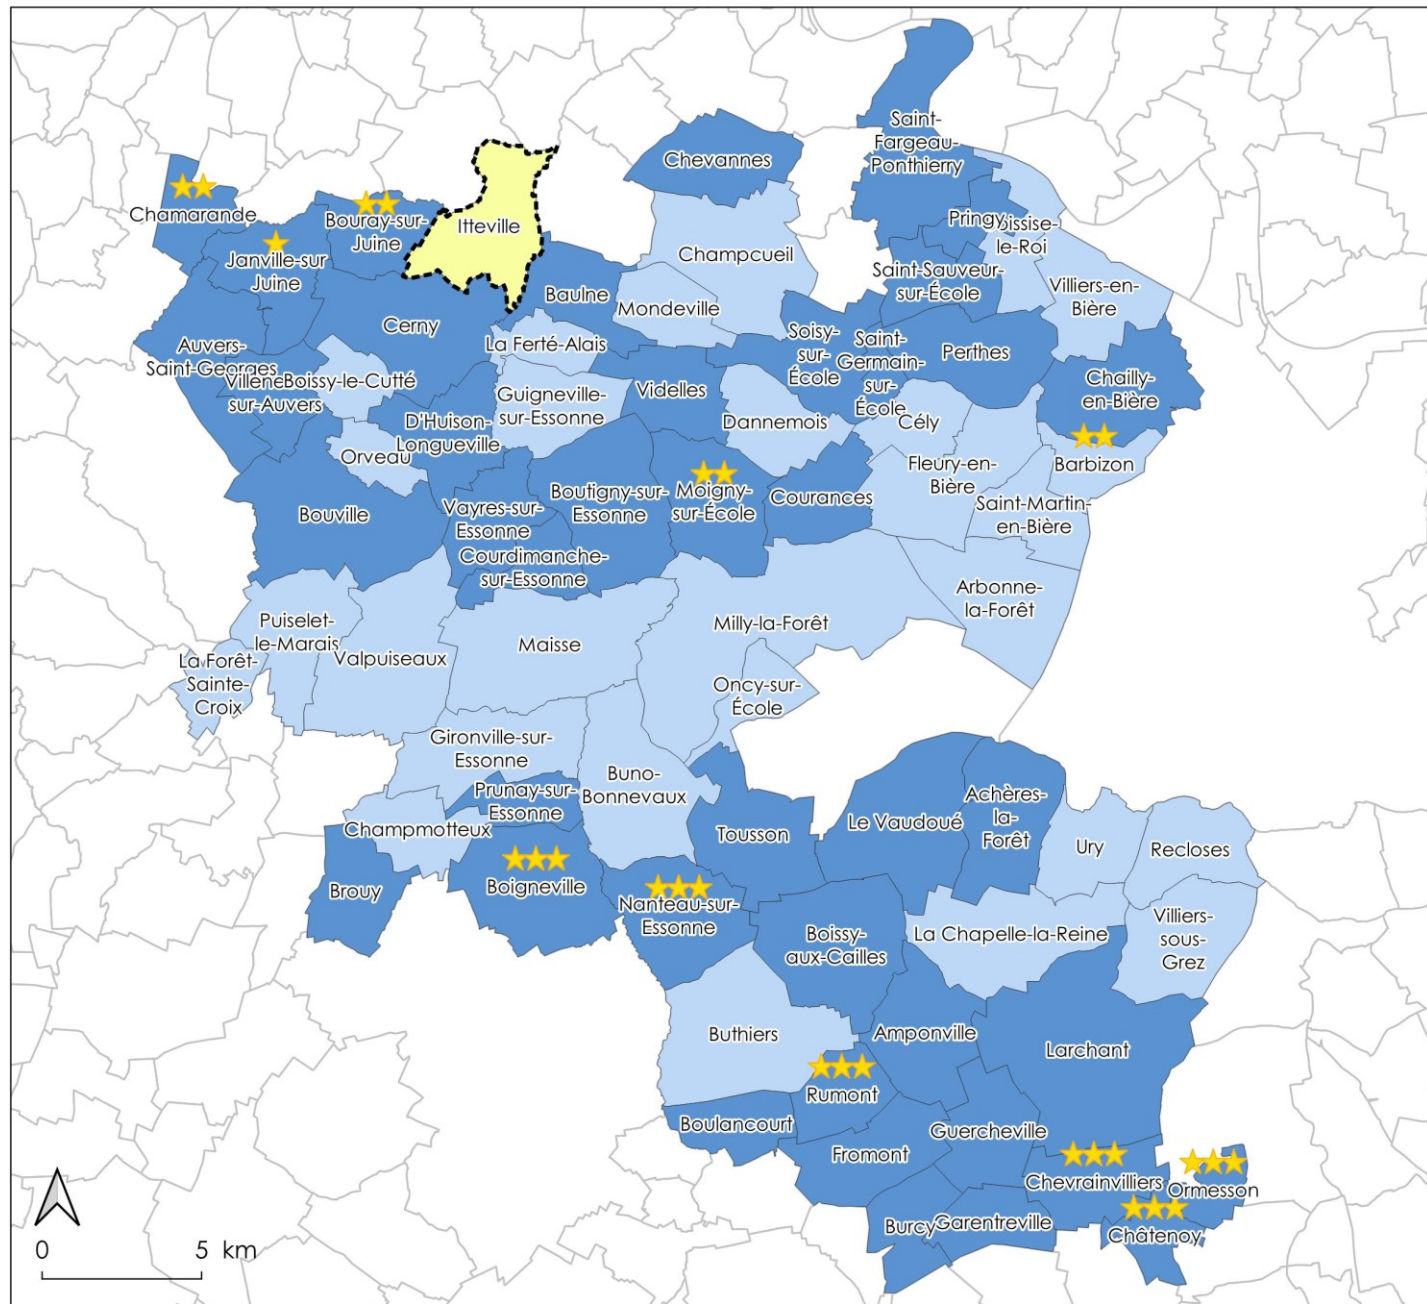 Saint-
Fargeau-
Ponthierry
Chevannes
Chamarande
Bouray-sur-
Juine
Itteville
Pringy
issise-
le-Roi
Janville-sur
Juine
Champcueil
Saint-Sauveur-
sur-École
Villiers-en-
Bière
Baulne
Mondeville
Cerny
La Ferté-Alais
Soisy-
sur-
École
Saint-
Germain-
sur-
École
Perthes
Auvers-
Saint-Georges
Villene
sur-Auvers
Boissy-le-Cutté
Guigneville-
sur-Essonne
Videlles
Chailly-
en-Bière
D'Huison-
Longueville
Dannemois
Cély
Orveau
Fleury-en-
Bière
Barbizon
Bouville
Vayres-sur-
Essonne
Boutigny-sur-
Essonne
Moigny-
sur-École
Courances
Saint-Martin-
en-Bière
Courdimanche-
sur-Essonne
Arbonne-
la-Forêt
Puiselet-
le-Marais
Valpuiseaux
Maisse
Milly-la-Forêt
La Forêt-
Sainte-
Croix
Oncy-sur-
École
Gironville-sur-
Essonne
Buno-
Bonnevaux
Prunay-sur-
Essonne
Champmotteux
Tousson
Le Vaudoué
Achères-
la-
Forêt
Ury
Recloses
Brouy
Boigneville
Nanteau-sur-
Essonne
Boissy-
aux-Cailles
La Chapelle-la-Reine
Villiers-
sous-
Grez
Buthiers
Amponville
Larchant
Rumont
Boulancourt
Fromont
Guercheville
Chevrainvilliers
Ormesson
Burcy
Garentreville
Châtenoy
0 5 km